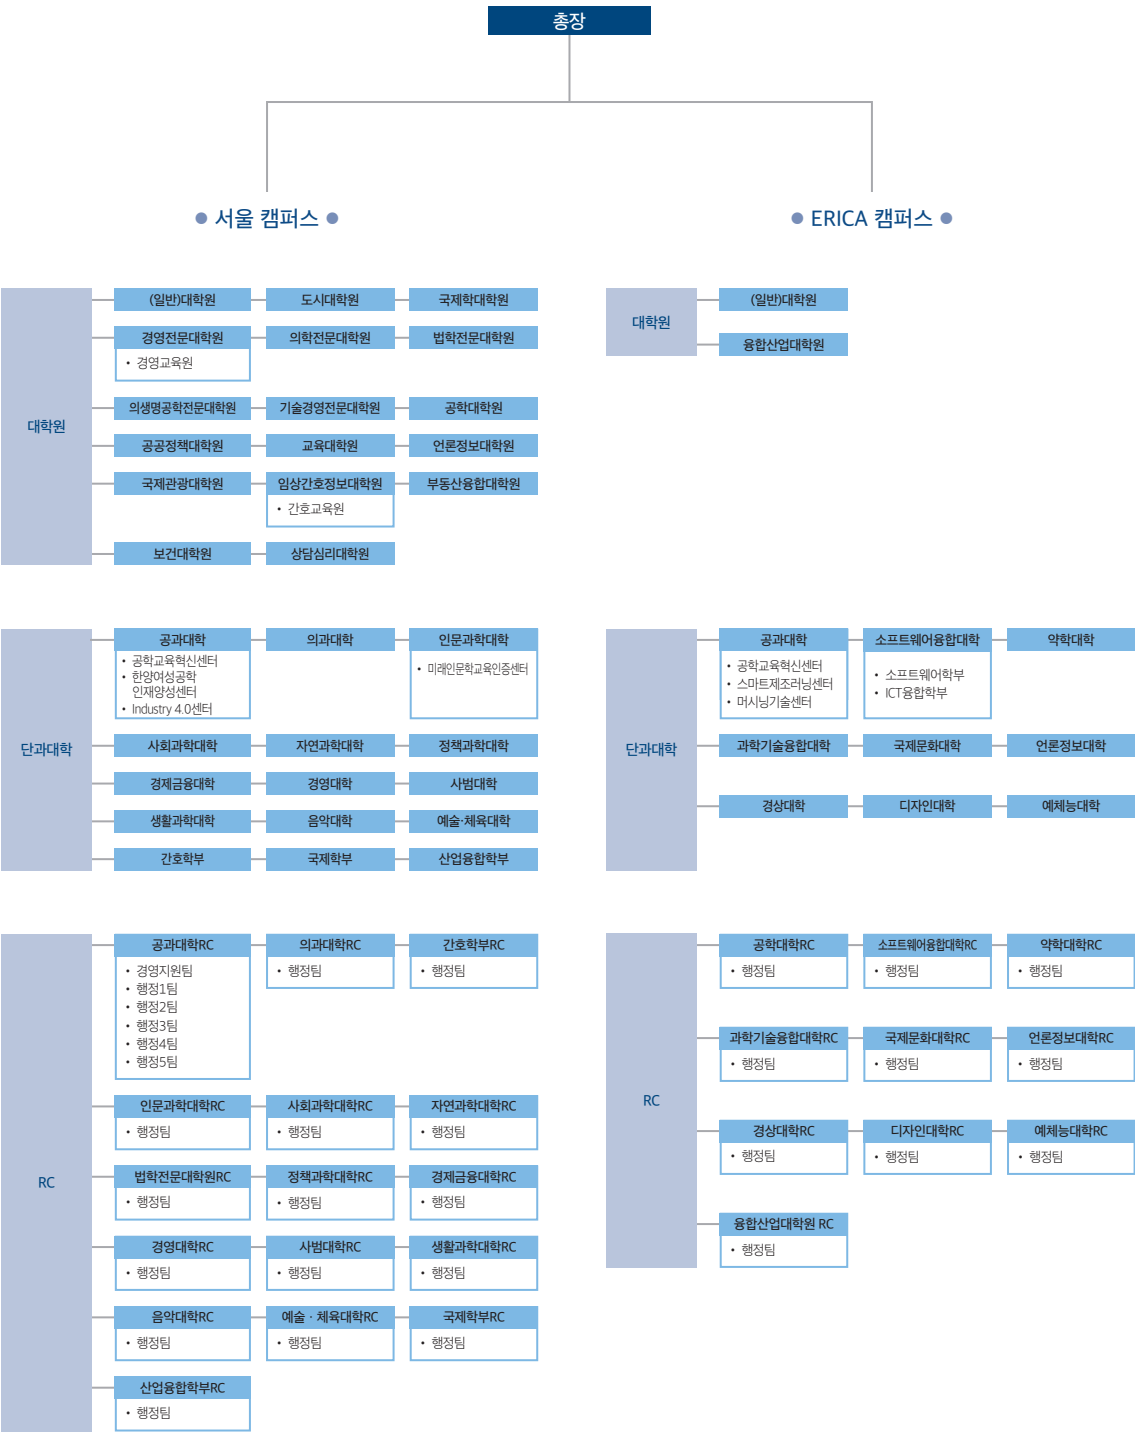 총장
● 서울 캠퍼스 ●
대학원
(일반)대학원 도시대학원 국제학대학원
경영전문대학원 의학전문대학원 법학전문대학원
• 경영교육원
의생명공학전문대학원 기술경영전문대학원 공학대학원
공공정책대학원 교육대학원 언론정보대학원
국제관광대학원 임상간호정보대학원 부동산융합대학원
• 간호교육원
보건대학원 상담심리대학원
단과대학
공과대학 의과대학 인문과학대학
• 공학교육혁신센터
• 한양여성공학
인재양성센터
• Industry 4.0센터
• 미래인문학교육인증센터
사회과학대학 자연과학대학 정책과학대학
경제금융대학 경영대학 사범대학
생활과학대학 음악대학 예술·체육대학
간호학부 국제학부 산업융합학부
RC
공과대학RC 의과대학RC 간호학부RC
• 경영지원팀
• 행정1팀
• 행정2팀
• 행정3팀
• 행정4팀
• 행정5팀
• 행정팀 • 행정팀
인문과학대학RC 사회과학대학RC 자연과학대학RC
• 행정팀 • 행정팀 • 행정팀
법학전문대학원RC 정책과학대학RC 경제금융대학RC
• 행정팀 • 행정팀 • 행정팀
경영대학RC 사범대학RC 생활과학대학RC
• 행정팀 • 행정팀 • 행정팀
음악대학RC 예술 · 체육대학RC 국제학부RC
• 행정팀 • 행정팀 • 행정팀
산업융합학부RC
• 행정팀
● ERICA 캠퍼스 ●
대학원
(일반)대학원
융합산업대학원
단과대학
공과대학 소프트웨어융합대학 약학대학
• 공학교육혁신센터
• 스마트제조러닝센터
• 머시닝기술센터
• 소프트웨어학부
• ICT융합학부
과학기술융합대학 국제문화대학 언론정보대학
경상대학 디자인대학 예체능대학
RC
공학대학RC 소프트웨어융합대학RC 약학대학RC
• 행정팀 • 행정팀 • 행정팀
과학기술융합대학RC 국제문화대학RC 언론정보대학RC
• 행정팀 • 행정팀 • 행정팀
경상대학RC 디자인대학RC 예체능대학RC
• 행정팀 • 행정팀 • 행정팀
융합산업대학원 RC
• 행정팀